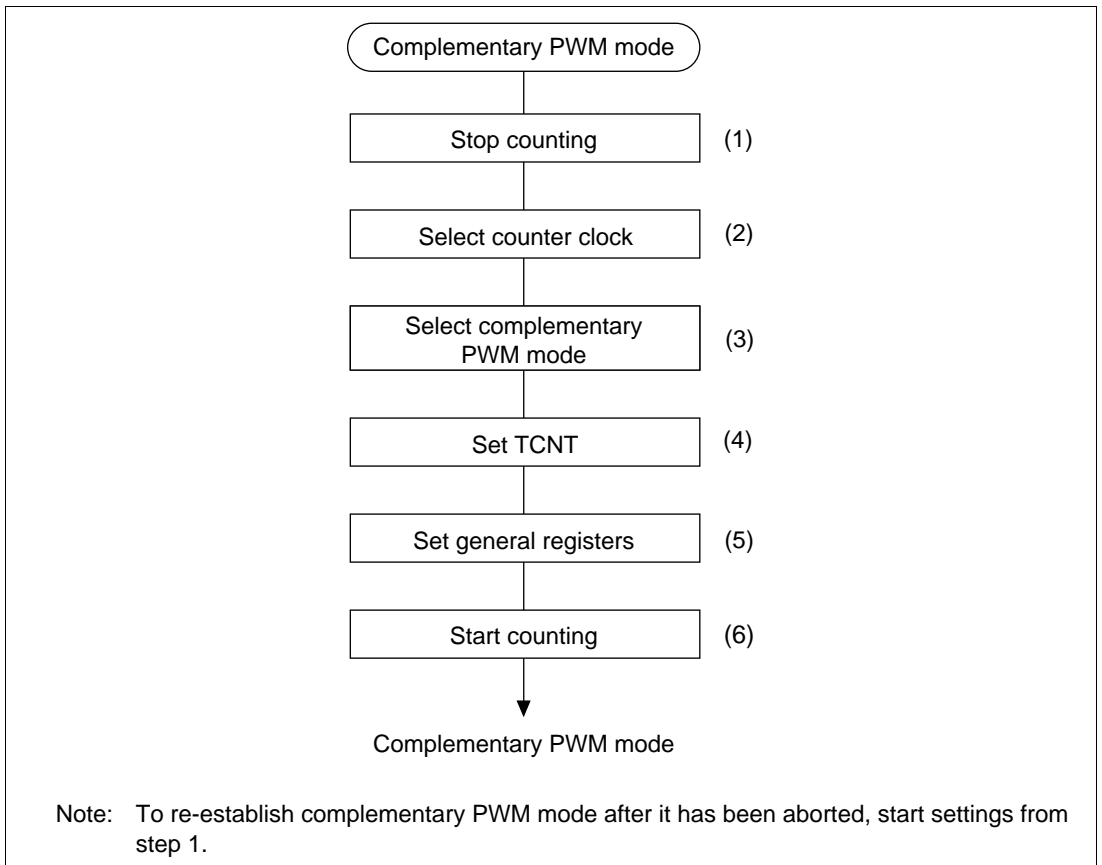 Complementary PWM mode
Stop counting (1)
Select counter clock (2)
Select complementary
PWM mode (3)
Set TCNT (4)
Set general registers (5)
Start counting (6)
Complementary PWM mode
Note: To re-establish complementary PWM mode after it has been aborted, start settings from
step 1.